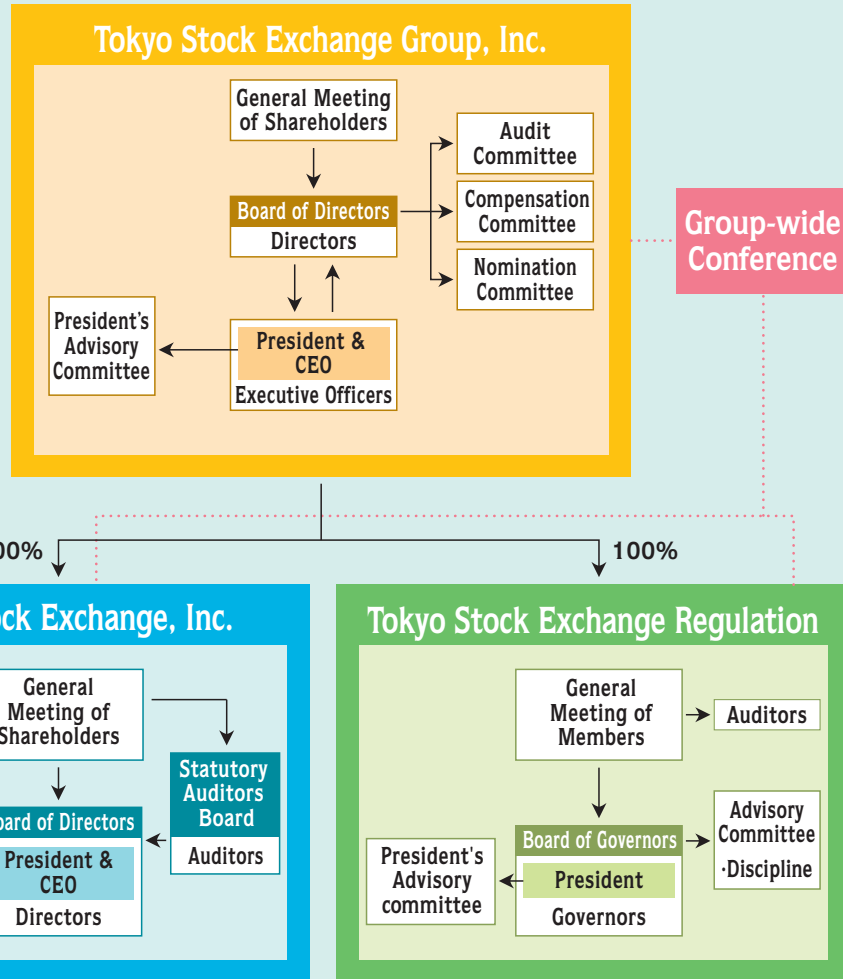 Tokyo Stock Exchange Group, Inc.
General Meeting
of Shareholders
Audit
Committee
Compensation
Committee
Nomination
Committee
Board of Directors
Directors
Group-wide
Conference
President's
Advisory
Committee
President &
CEO
Executive Officers
00%
100%
ck Exchange, Inc.
General
Meeting of
Shareholders
Statutory
Auditors
Board
Auditors
oard of Directors
President &
CEO
Directors
Tokyo Stock Exchange Regulation
General
Meeting of
Members
Auditors
Advisory
Committee
·Discipline
Board of Governors
President
Governors
President's
Advisory
committee